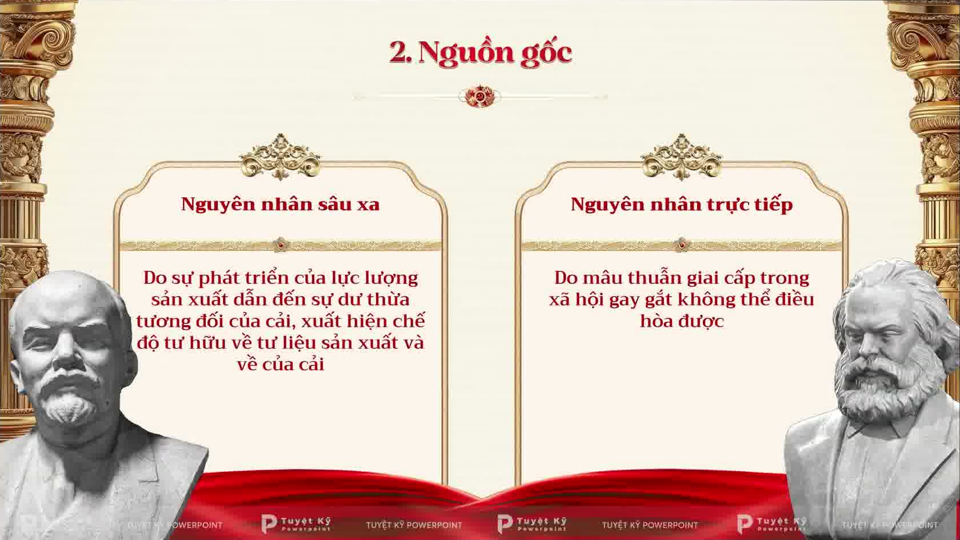 2. Nguồn gốc
Nguyên nhân sâu xa
Do sự phát triển của lực lượng
sản xuất dẫn đến sự dư thừa
tương đối của cải, xuất hiện chế
độ tư hữu về tư liệu sản xuất và
về của cải
Nguyên nhân trực tiếp
Do mâu thuẫn giai cấp trong
xã hội gay gắt không thể điều
hòa được
TUYỆT KỸ POWERPOINT
Tuyệt Kỹ
Powerpoint
TUYỆT KỸ POWERPOINT
Tuyệt Kỹ
Powerpoint
TUYỆT KỸ POWERPOINT
Tuyệt Kỹ
Powerpoint
TUYỆT KỸ POWERPOINT